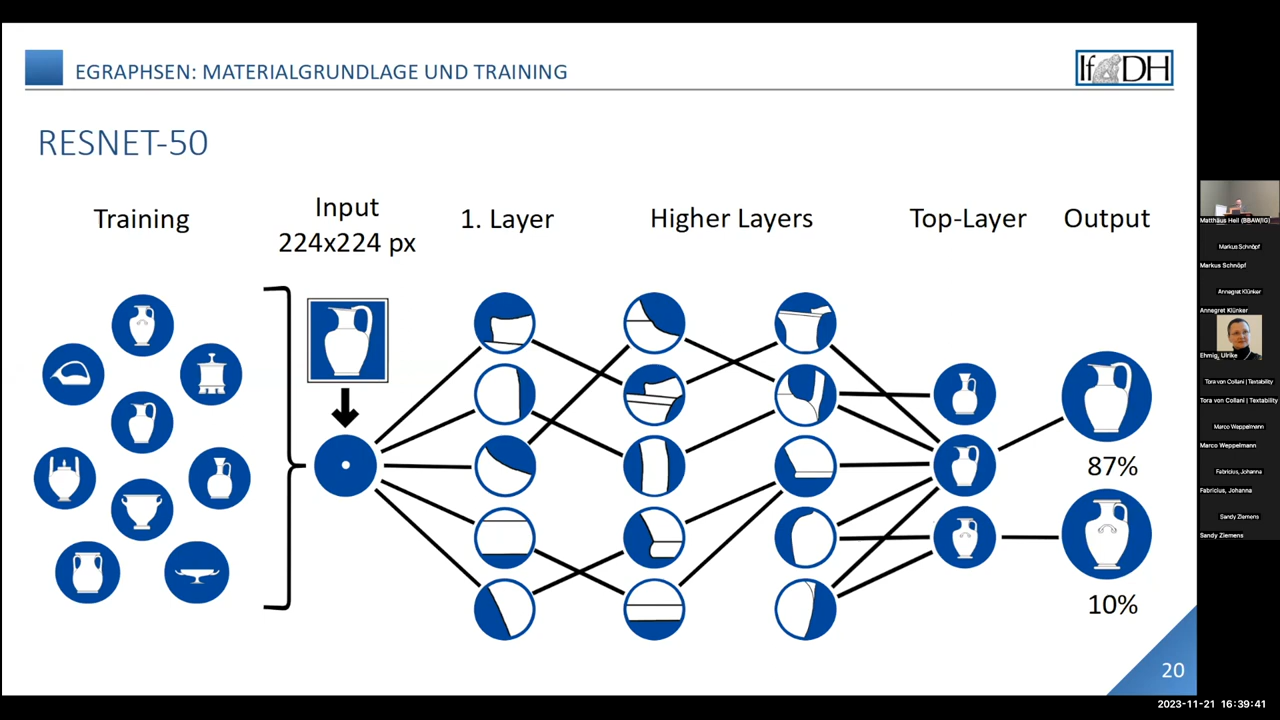 EGRAPHSEN: MATERIALGRUNDLAGE UND TRAINING
IfDH
RESNET-50
Training
Input
224x224 px
1. Layer
Higher Layers
Top-Layer
Output
87%
10%
20
Matthäus Heil (BBAW/IG)
Markus Schnöpf
Markus Schnöpf
Annegret Klünker
Annegret Klünker
Ehmig, Ulrike
Tora von Collani | Textability
Tora von Collani | Textability
Marco Weppelmann
Marco Weppelmann
Fabricius, Johanna
Fabricius, Johanna
Sandy Ziemens
Sandy Ziemens
2023-11-21 16:39:41